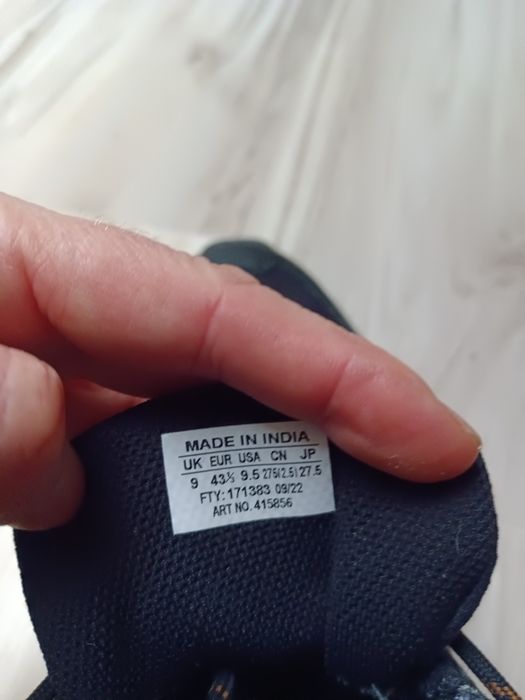 MADE IN INDIA
UK EUR USA CN JP
9 43⅓ 9.5 275(2.5) 27.5
FTY: 171383 09/22
ART NO. 415856